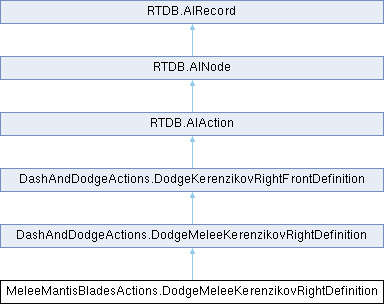 RTDB.AIRecord
RTDB.AINode
RTDB.AIAction
DashAndDodgeActions.DodgeKerenzikovRightFrontDefinition
DashAndDodgeActions.DodgeMeleeKerenzikovRightDefinition
MeleeMantisBladesActions.DodgeMeleeKerenzikovRightDefinition